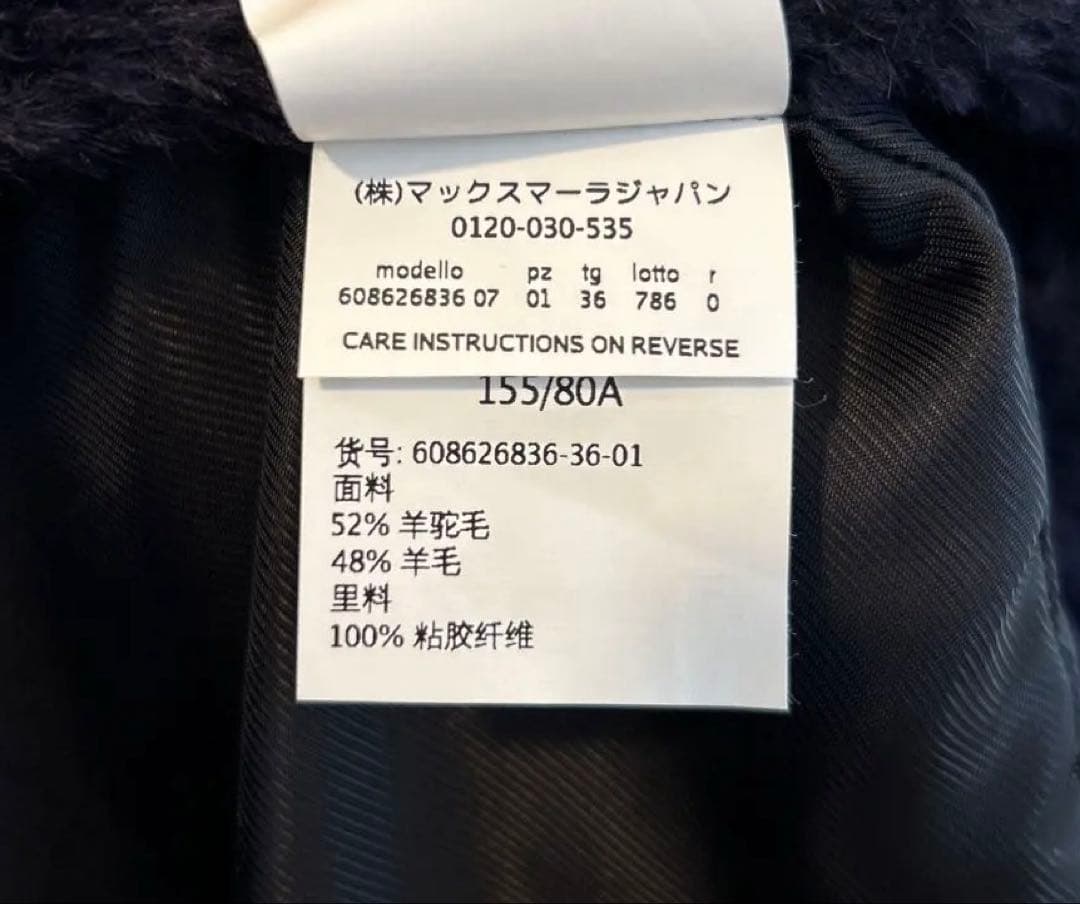 (株)マックスマーラジャパン
0120-030-535
modello pz tg lotto r
608626836 07 01 36 786 0
CARE INSTRUCTIONS ON REVERSE
155/80A
货号: 608626836-36-01
面料
52% 羊驼毛
48% 羊毛
里料
100% 粘胶纤维